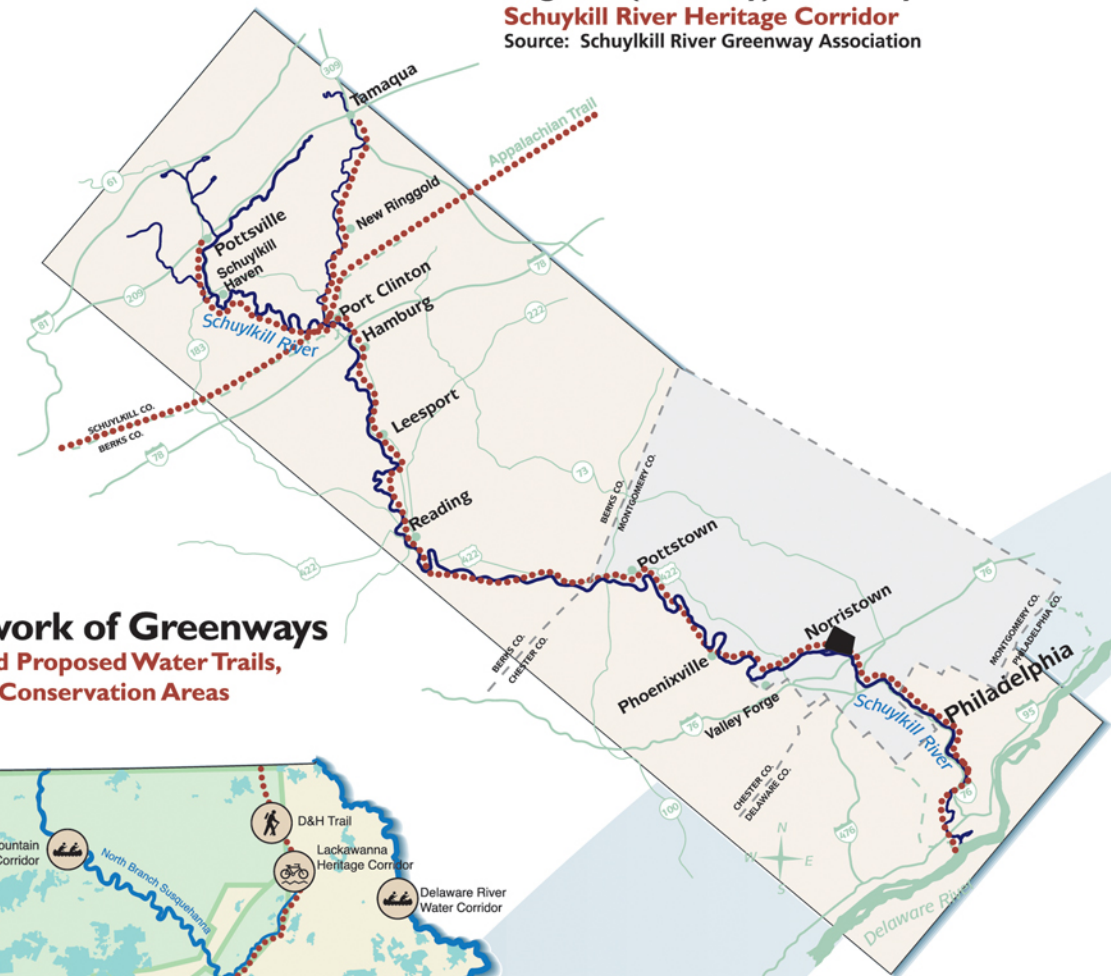 Schuykill River Heritage Corridor
Source: Schuylkill River Greenway Association
309
Tamaqua
Appalachian Trail
61
New Ringgold
Pottsville
Schuylkill
Haven
78
209
Port Clinton
81
Hamburg
222
Schuylkill River
183
SCHUYLKILL CO.
BERKS CO.
Leesport
78
73
BERKS CO.
MONTGOMERY CO.
Reading
422
422
Pottstown
422
76
Norristown
MONTGOMERY CO.
PHILADELPHIA CO.
work of Greenways
d Proposed Water Trails,
Conservation Areas
BERKS CO.
CHESTER CO.
Phoenixville
Valley Forge
76
Philadelphia
Schuylkill River
95
CHESTER CO.
DELAWARE CO.
76
100
476
N
W E
S
Delaware River
D&H Trail
ountain
Corridor
Lackawanna
Heritage Corridor
North Branch Susquehanna
Delaware River
Water Corridor